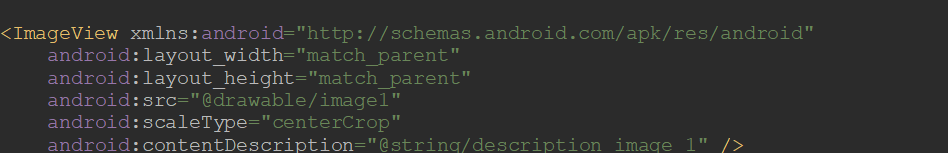 <ImageView xmlns:android="http://schemas.android.com/apk/res/android"
android:layout_width="match_parent"
android:layout_height="match_parent"
android:src="@drawable/image1"
android:scaleType="centerCrop"
android:contentDescription="@string/description_image_1" />